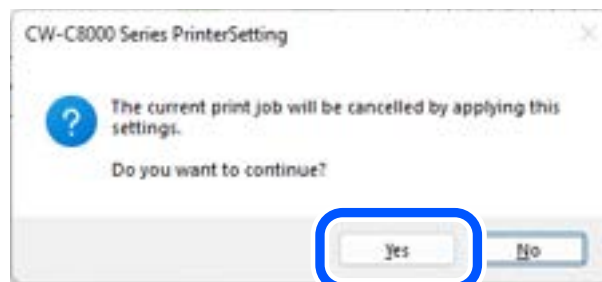 CW-C8000 Series PrinterSetting
The current print job will be cancelled by applying this
settings.
Do you want to continue?
Yes
No